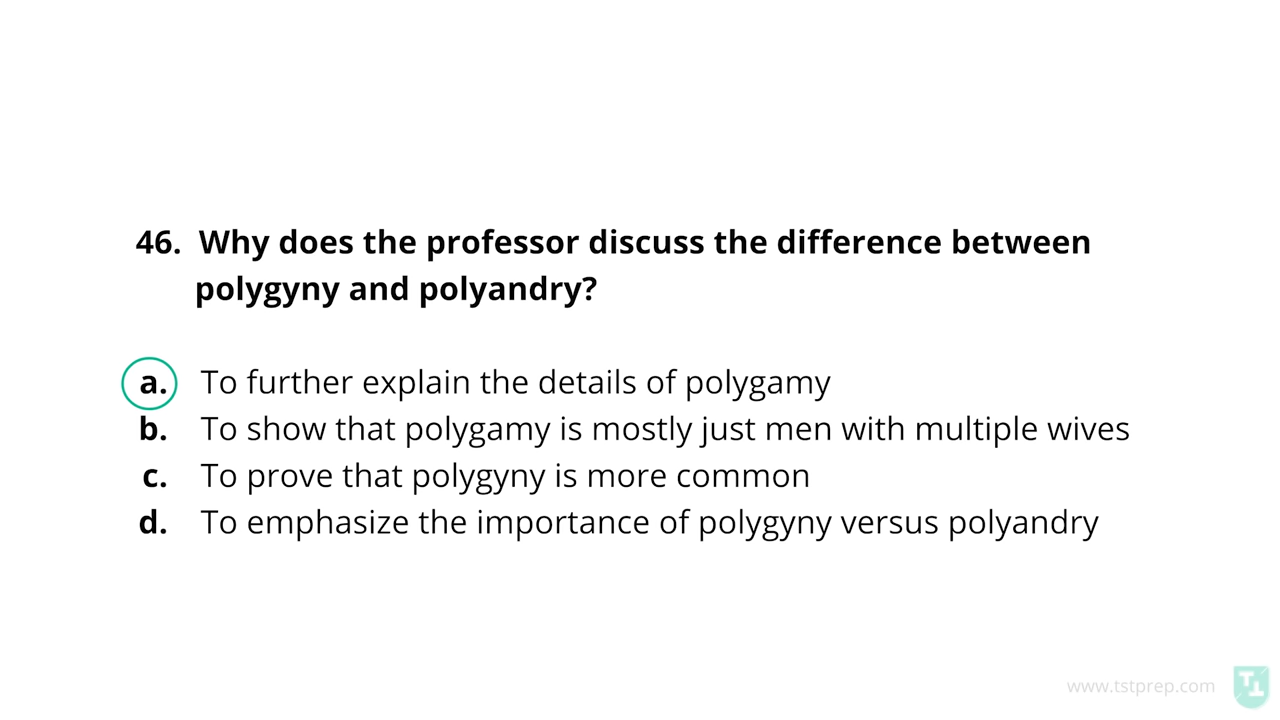 46. Why does the professor discuss the difference between
polygyny and polyandry?
a. To further explain the details of polygamy
b. To show that polygamy is mostly just men with multiple wives
c. To prove that polygyny is more common
d. To emphasize the importance of polygyny versus polyandry
www.tstprep.com